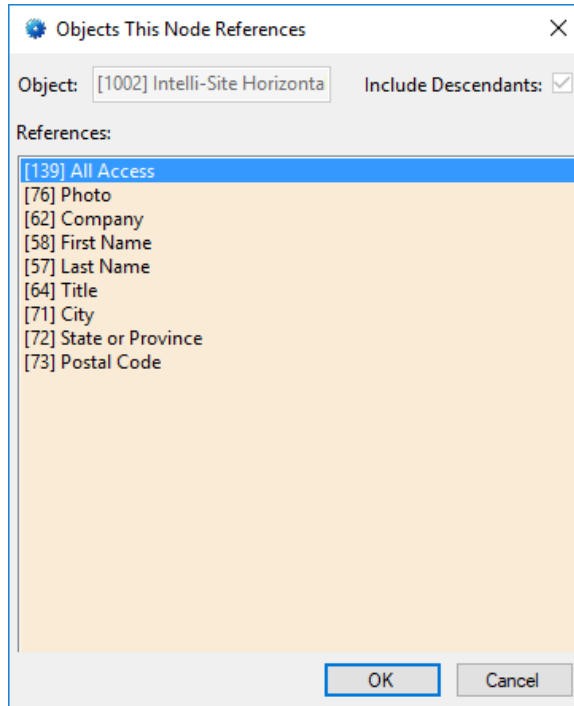 Objects This Node References
Object: [1002] Intelli-Site Horizonta Include Descendants:
References:
[139] All Access
[76] Photo
[62] Company
[58] First Name
[57] Last Name
[64] Title
[71] City
[72] State or Province
[73] Postal Code
OK Cancel